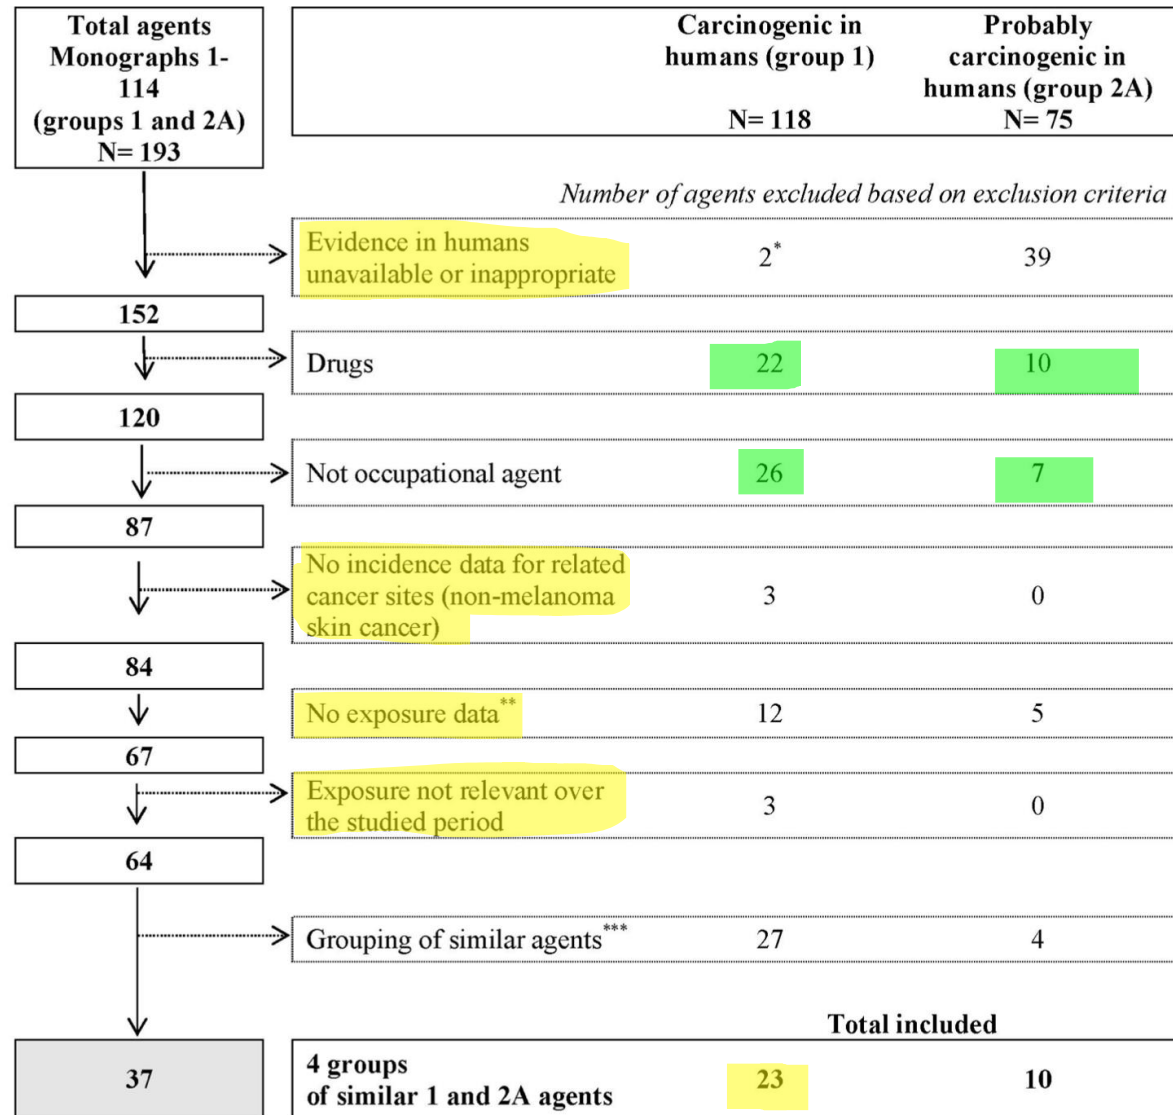 Total agents
Monographs 1-
114
(groups 1 and 2A)
N= 193
Carcinogenic in
humans (group 1)
N= 118
Probably
carcinogenic in
humans (group 2A)
N= 75
Number of agents excluded based on exclusion criteria
Evidence in humans
unavailable or inappropriate
2*
39
152
Drugs
22
10
120
Not occupational agent
26
7
87
No incidence data for related
cancer sites (non-melanoma
skin cancer)
3
0
84
No exposure data**
12
5
67
Exposure not relevant over
the studied period
3
0
64
Grouping of similar agents***
27
4
Total included
37
4 groups
of similar 1 and 2A agents
23
10